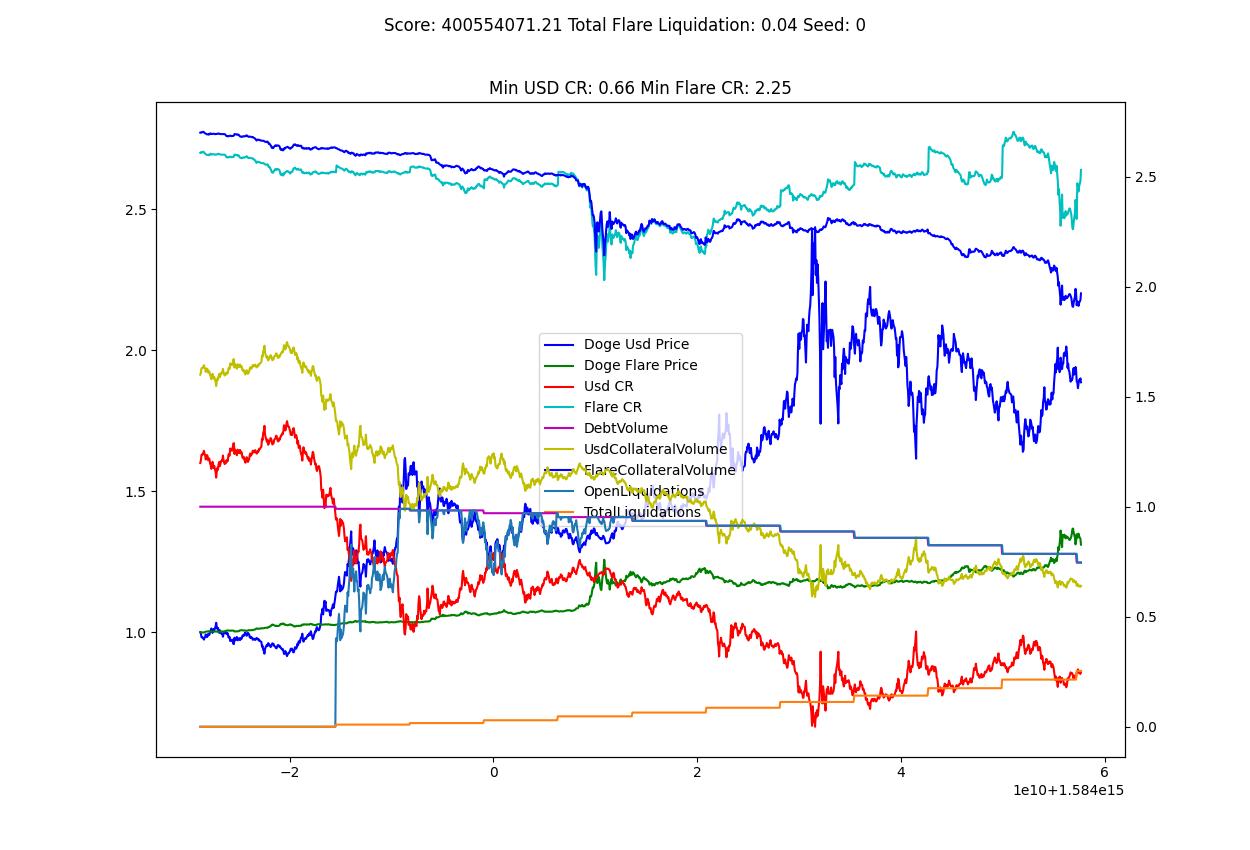 Score: 400554071.21 Total Flare Liquidation: 0.04 Seed: 0
Min USD CR: 0.66 Min Flare CR: 2.25
2.5
2.0
1.5
1.0
Doge Usd Price
Doge Flare Price
Usd CR
Flare CR
DebtVolume
UsdCollateralVolume
FlareCollateralVolume
OpenLiquidations
TotalLiquidations
2.5
2.0
1.5
1.0
0.5
0.0
−2 0 2 4 6
1e10+1.584e15